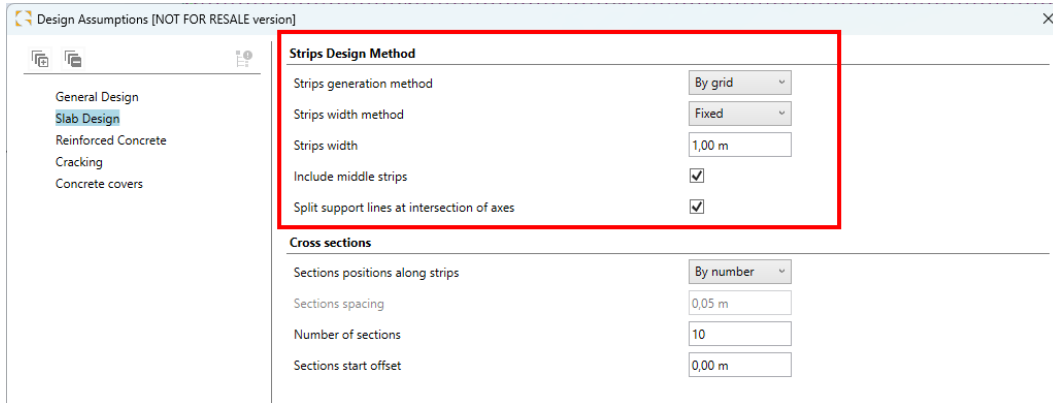 Design Assumptions [NOT FOR RESALE version]
General Design
Slab Design
Reinforced Concrete
Cracking
Concrete covers
Strips Design Method
Strips generation method By grid
Strips width method Fixed
Strips width 1,00 m
Include middle strips
Split support lines at intersection of axes
Cross sections
Sections positions along strips By number
Sections spacing 0,05 m
Number of sections 10
Sections start offset 0,00 m